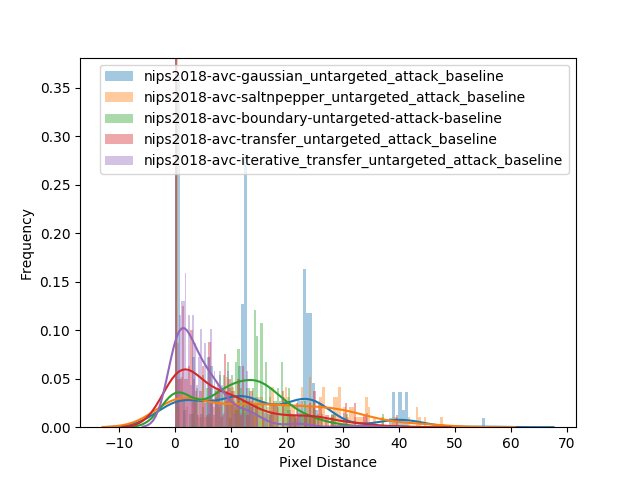 nips2018-avc-gaussian_untargeted_attack_baseline
nips2018-avc-saltnpepper_untargeted_attack_baseline
nips2018-avc-boundary-untargeted-attack-baseline
nips2018-avc-transfer_untargeted_attack_baseline
nips2018-avc-iterative_transfer_untargeted_attack_baseline
0.35
0.30
0.25
0.20
0.15
0.10
0.05
0.00
Frequency
−10 0 10 20 30 40 50 60 70
Pixel Distance